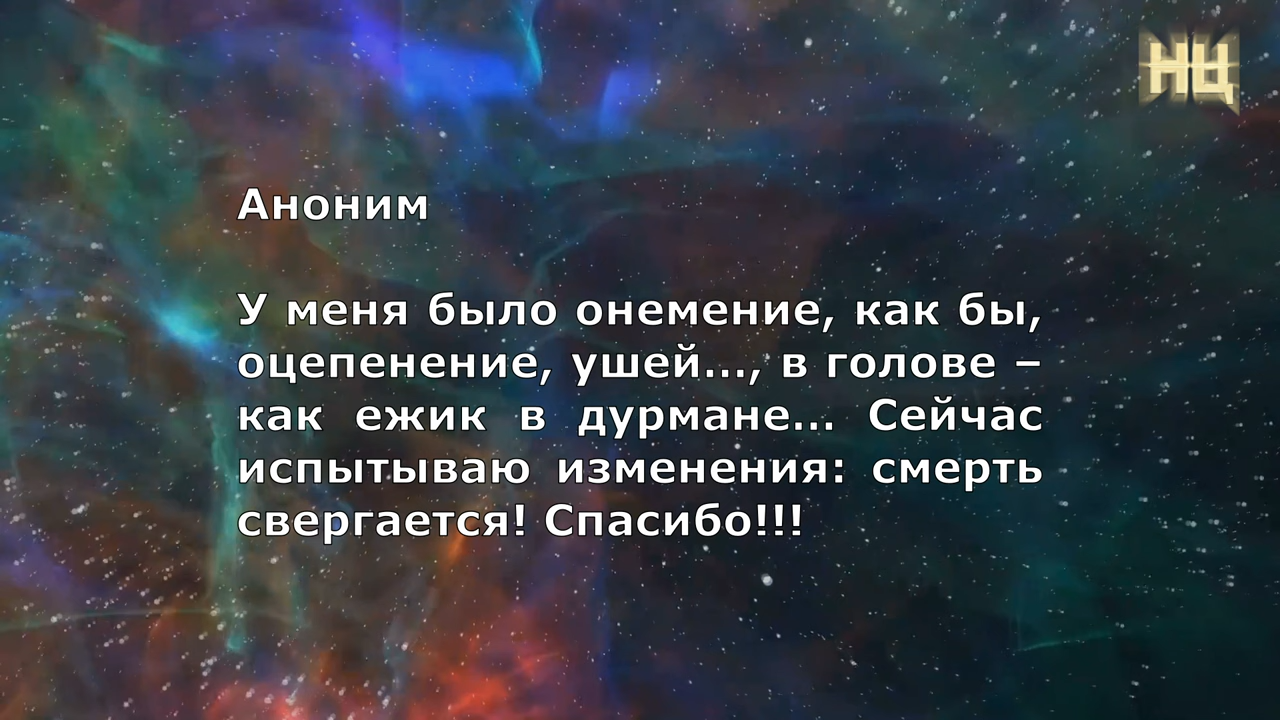 НЦ
Аноним
У меня было онемение, как бы,
оцепенение, ушей..., в голове –
как ежик в дурмане... Сейчас
испытываю изменения: смерть
свергается! Спасибо!!!